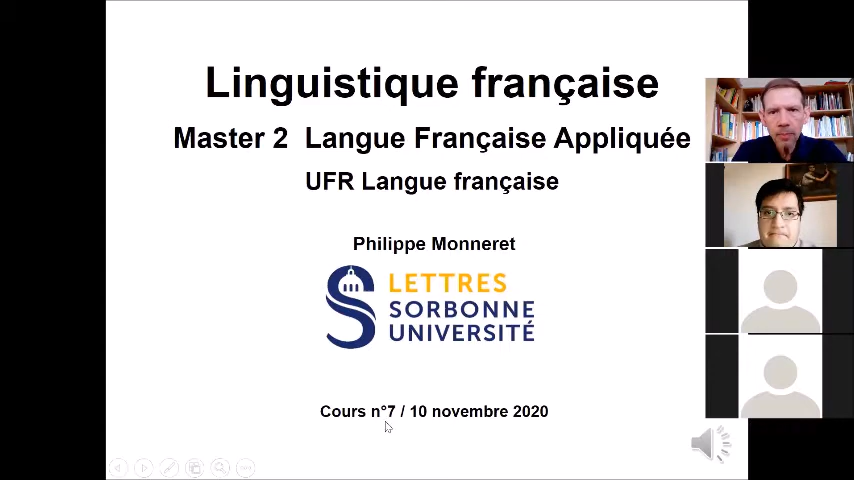 Linguistique française
Master 2 Langue Française Appliquée
UFR Langue française
Philippe Monneret
LETTRES
SORBONNE
UNIVERSITÉ
Cours n°7 / 10 novembre 2020